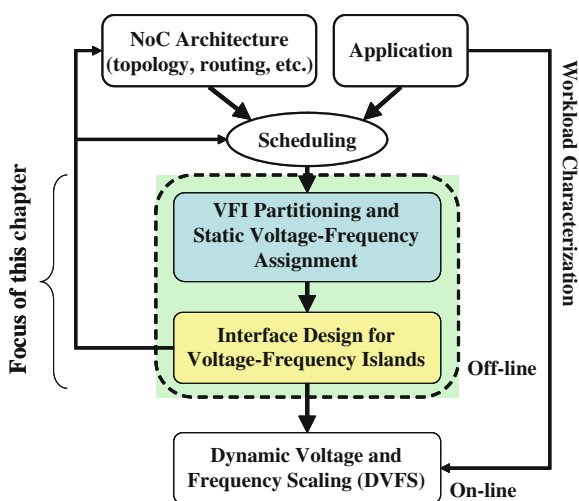 NoC Architecture
(topology, routing, etc.)
Application
Scheduling
VFI Partitioning and
Static Voltage-Frequency
Assignment
Interface Design for
Voltage-Frequency Islands
Off-line
Dynamic Voltage and
Frequency Scaling (DVFS)
On-line
Focus of this chapter
Workload Characterization